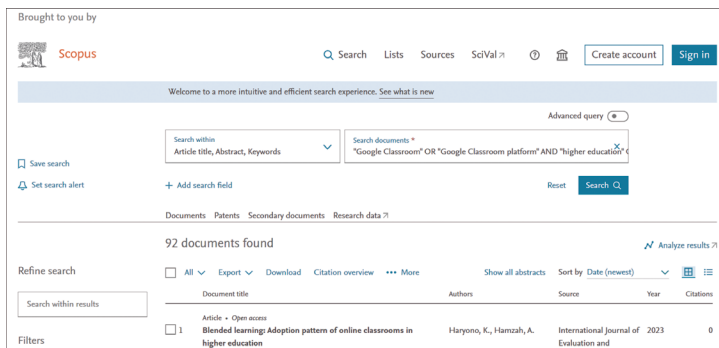 Brought to you by
Scopus
Search Lists Sources SciVal Create account Sign in
Welcome to a more intuitive and efficient search experience. See what is new
Advanced query
Search within
Article title, Abstract, Keywords
Search documents *
"Google Classroom" OR "Google Classroom platform" AND "higher education"
Save search
Set search alert
+ Add search field
Reset Search
Documents Patents Secondary documents Research data
92 documents found
Analyze results
Refine search
All Export Download Citation overview ••• More Show all abstracts Sort by Date (newest)
Search within results
Document title Authors Source Year Citations
Article • Open access
1 Blended learning: Adoption pattern of online classrooms in Haryono, K., Hamzah, A. International Journal of 2023 0
higher education Evaluation and
Filters